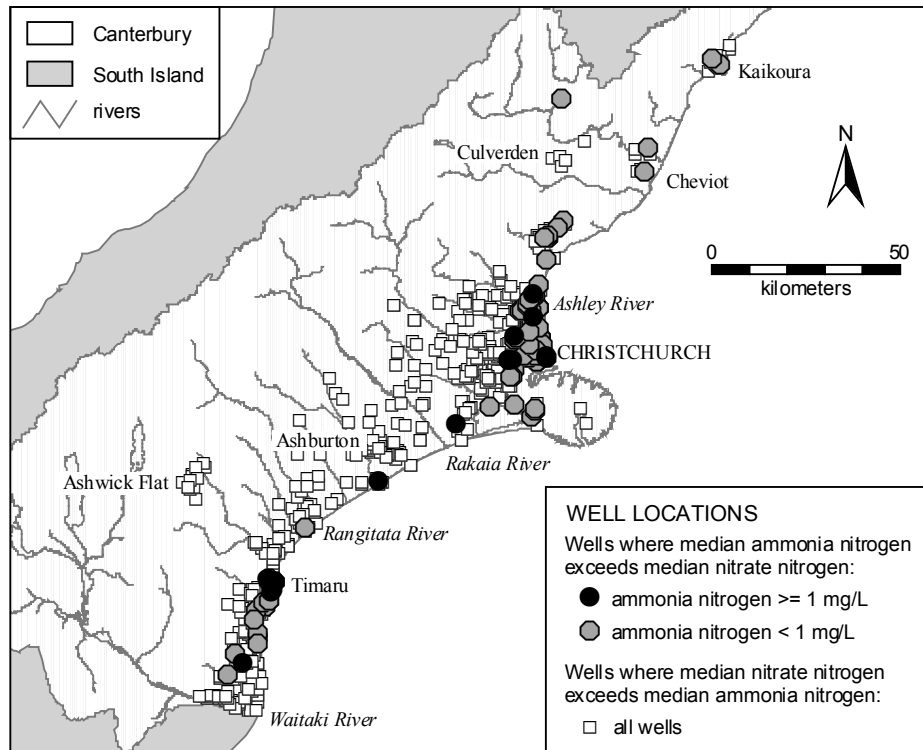 Canterbury
South Island
rivers
Kaikoura
Culverden
Cheviot
N
0 50
kilometers
Ashley River
CHRISTCHURCH
Ashburton
Rakaia River
Ashwick Flat
Rangitata River
Timaru
Waitaki River
WELL LOCATIONS
Wells where median ammonia nitrogen
exceeds median nitrate nitrogen:
ammonia nitrogen >= 1 mg/L
ammonia nitrogen < 1 mg/L
Wells where median nitrate nitrogen
exceeds median ammonia nitrogen:
all wells